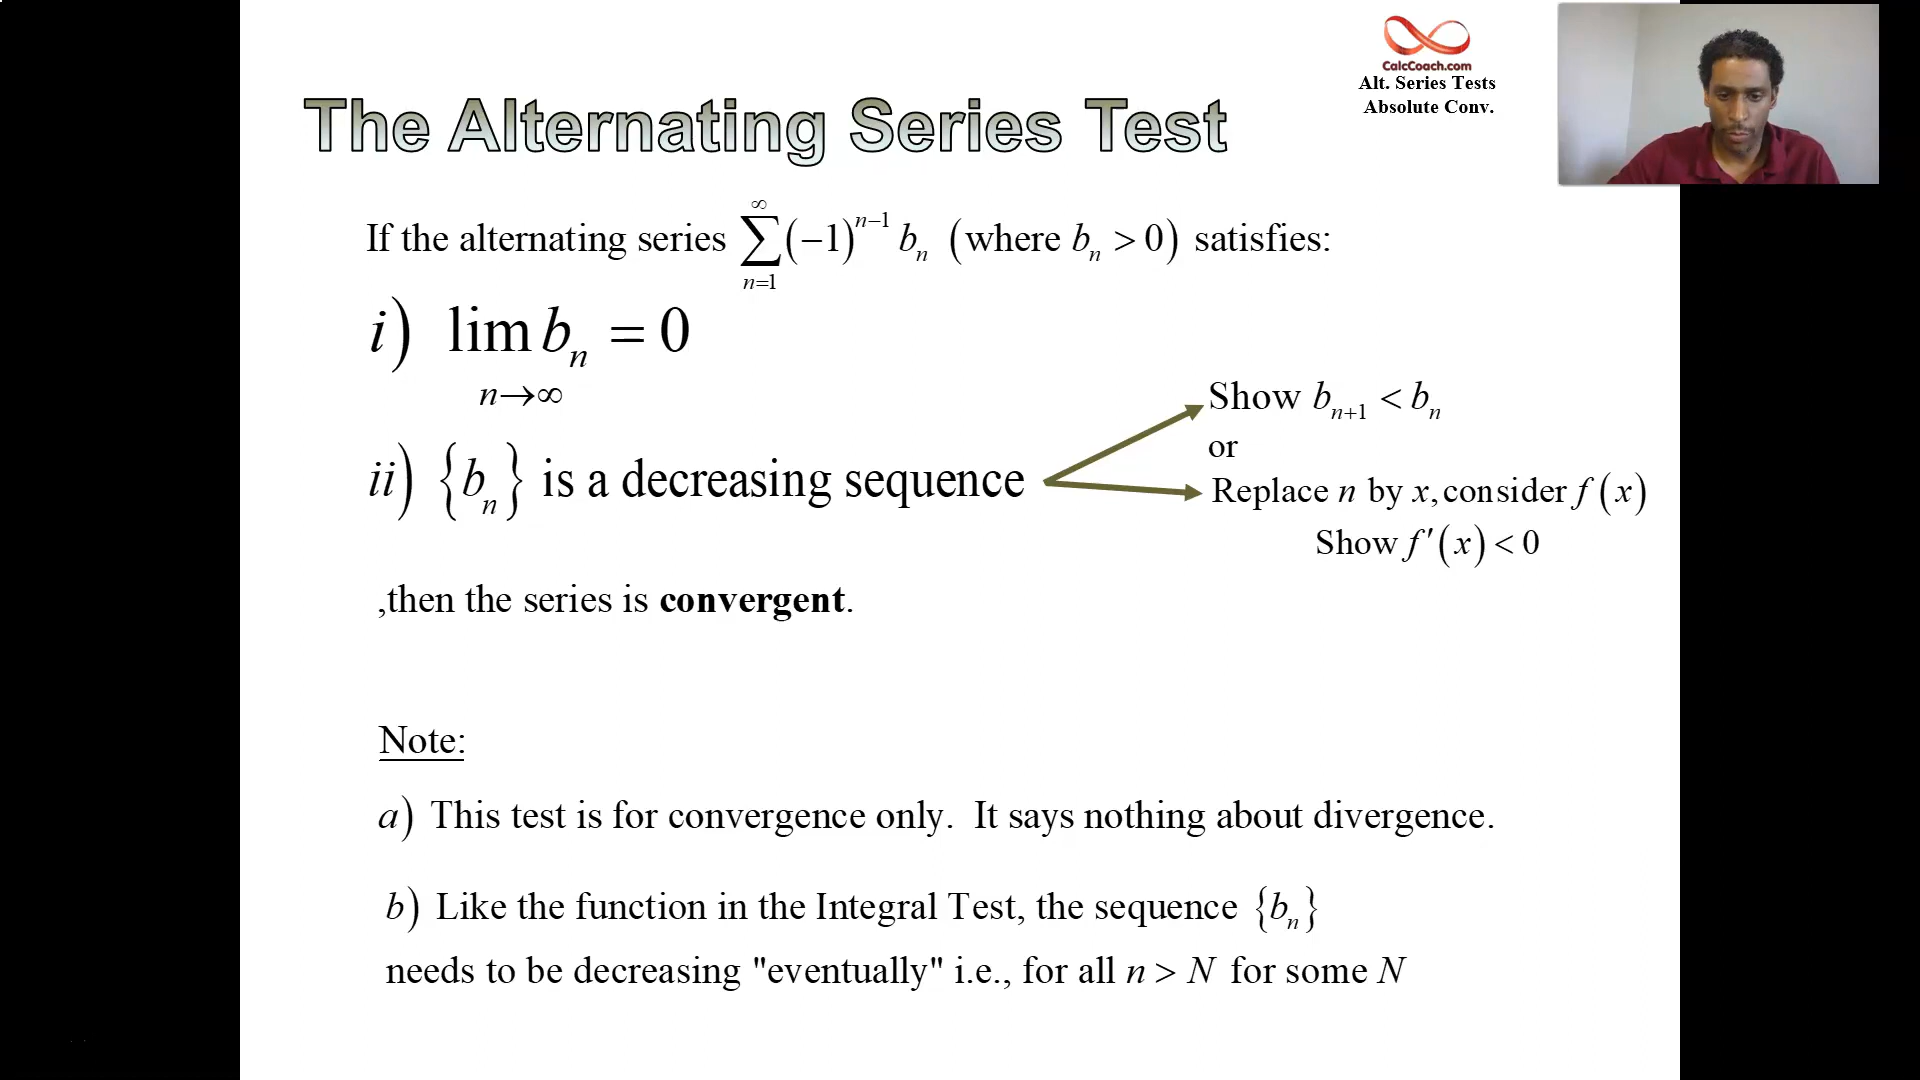 CalcCoach.com
Alt. Series Tests
Absolute Conv.
The Alternating Series Test
If the alternating series ∑_{n=1}^{∞} (−1)^{n−1} b_n (where b_n > 0) satisfies:
i) lim_{n→∞} b_n = 0
Show b_{n+1} < b_n
or
ii) {b_n} is a decreasing sequence
Replace n by x, consider f(x)
Show f′(x) < 0
,then the series is convergent.
Note:
a) This test is for convergence only. It says nothing about divergence.
b) Like the function in the Integral Test, the sequence {b_n}
needs to be decreasing "eventually" i.e., for all n > N for some N